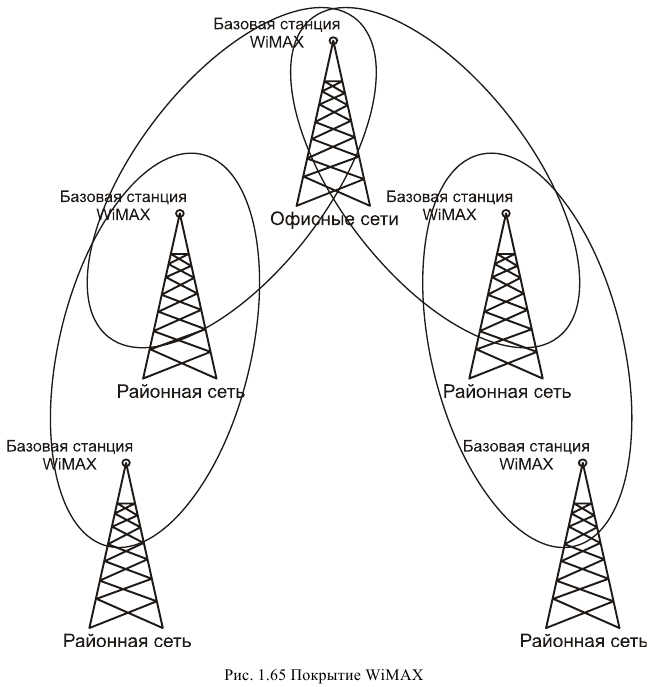 Базовая станция
WiMAX
Офисные сети
Базовая станция
WiMAX
Районная сеть
Базовая станция
WiMAX
Районная сеть
Базовая станция
WiMAX
Районная сеть
Базовая станция
WiMAX
Районная сеть
Рис. 1.65 Покрытие WiMAX